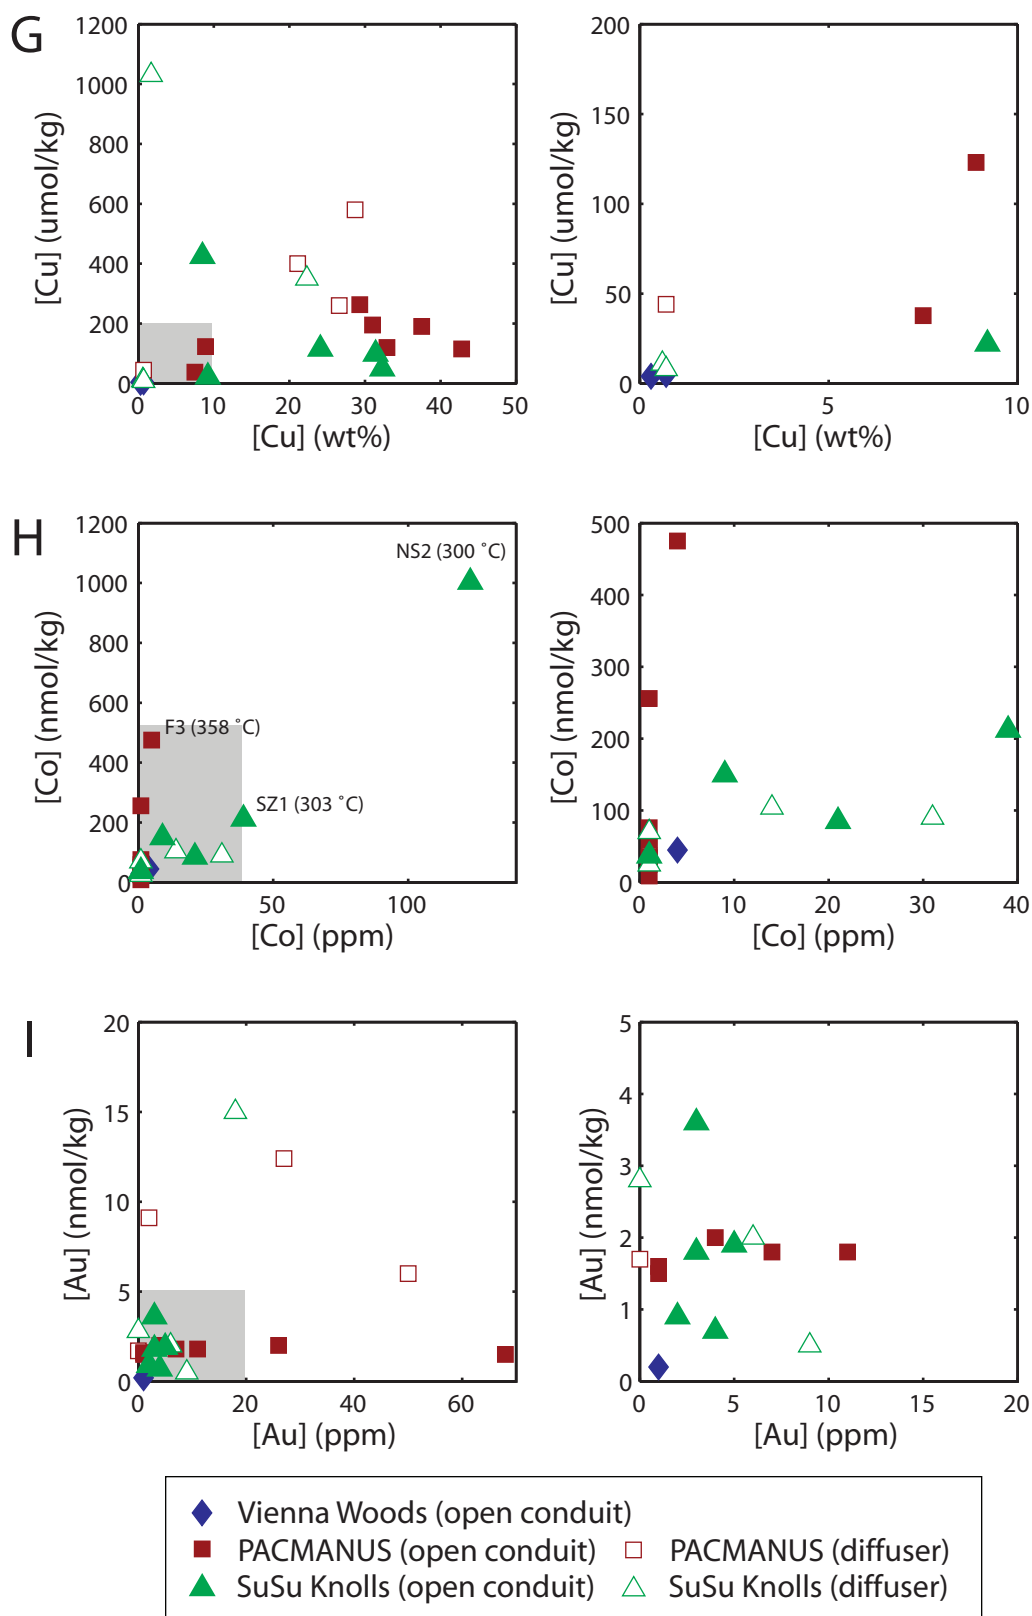 G
1200
1000
800
600
400
200
0
[Cu] (umol/kg)
0 10 20 30 40 50
[Cu] (wt%)
200
150
100
50
0
[Cu] (umol/kg)
0 5 10
[Cu] (wt%)
H
1200
1000
800
600
400
200
0
[Co] (nmol/kg)
NS2 (300 ˚C)
F3 (358 ˚C)
SZ1 (303 ˚C)
0 50 100
[Co] (ppm)
500
400
300
200
100
0
[Co] (nmol/kg)
0 10 20 30 40
[Co] (ppm)
I
20
15
10
5
0
[Au] (nmol/kg)
0 20 40 60
[Au] (ppm)
5
4
3
2
1
0
[Au] (nmol/kg)
0 5 10 15 20
[Au] (ppm)
Vienna Woods (open conduit)
PACMANUS (open conduit) PACMANUS (diffuser)
SuSu Knolls (open conduit) SuSu Knolls (diffuser)